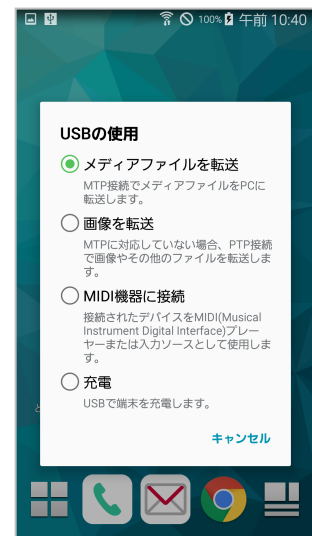 100% 午前 10:40
USBの使用
メディアファイルを転送
MTP接続でメディアファイルをPCに
転送します。
画像を転送
MTPに対応していない場合、PTP接続
で画像やその他のファイルを転送しま
す。
MIDI機器に接続
接続されたデバイスをMIDI(Musical
Instrument Digital Interface)プレー
ヤーまたは入力ソースとして使用しま
す。
充電
USBで端末を充電します。
キャンセル